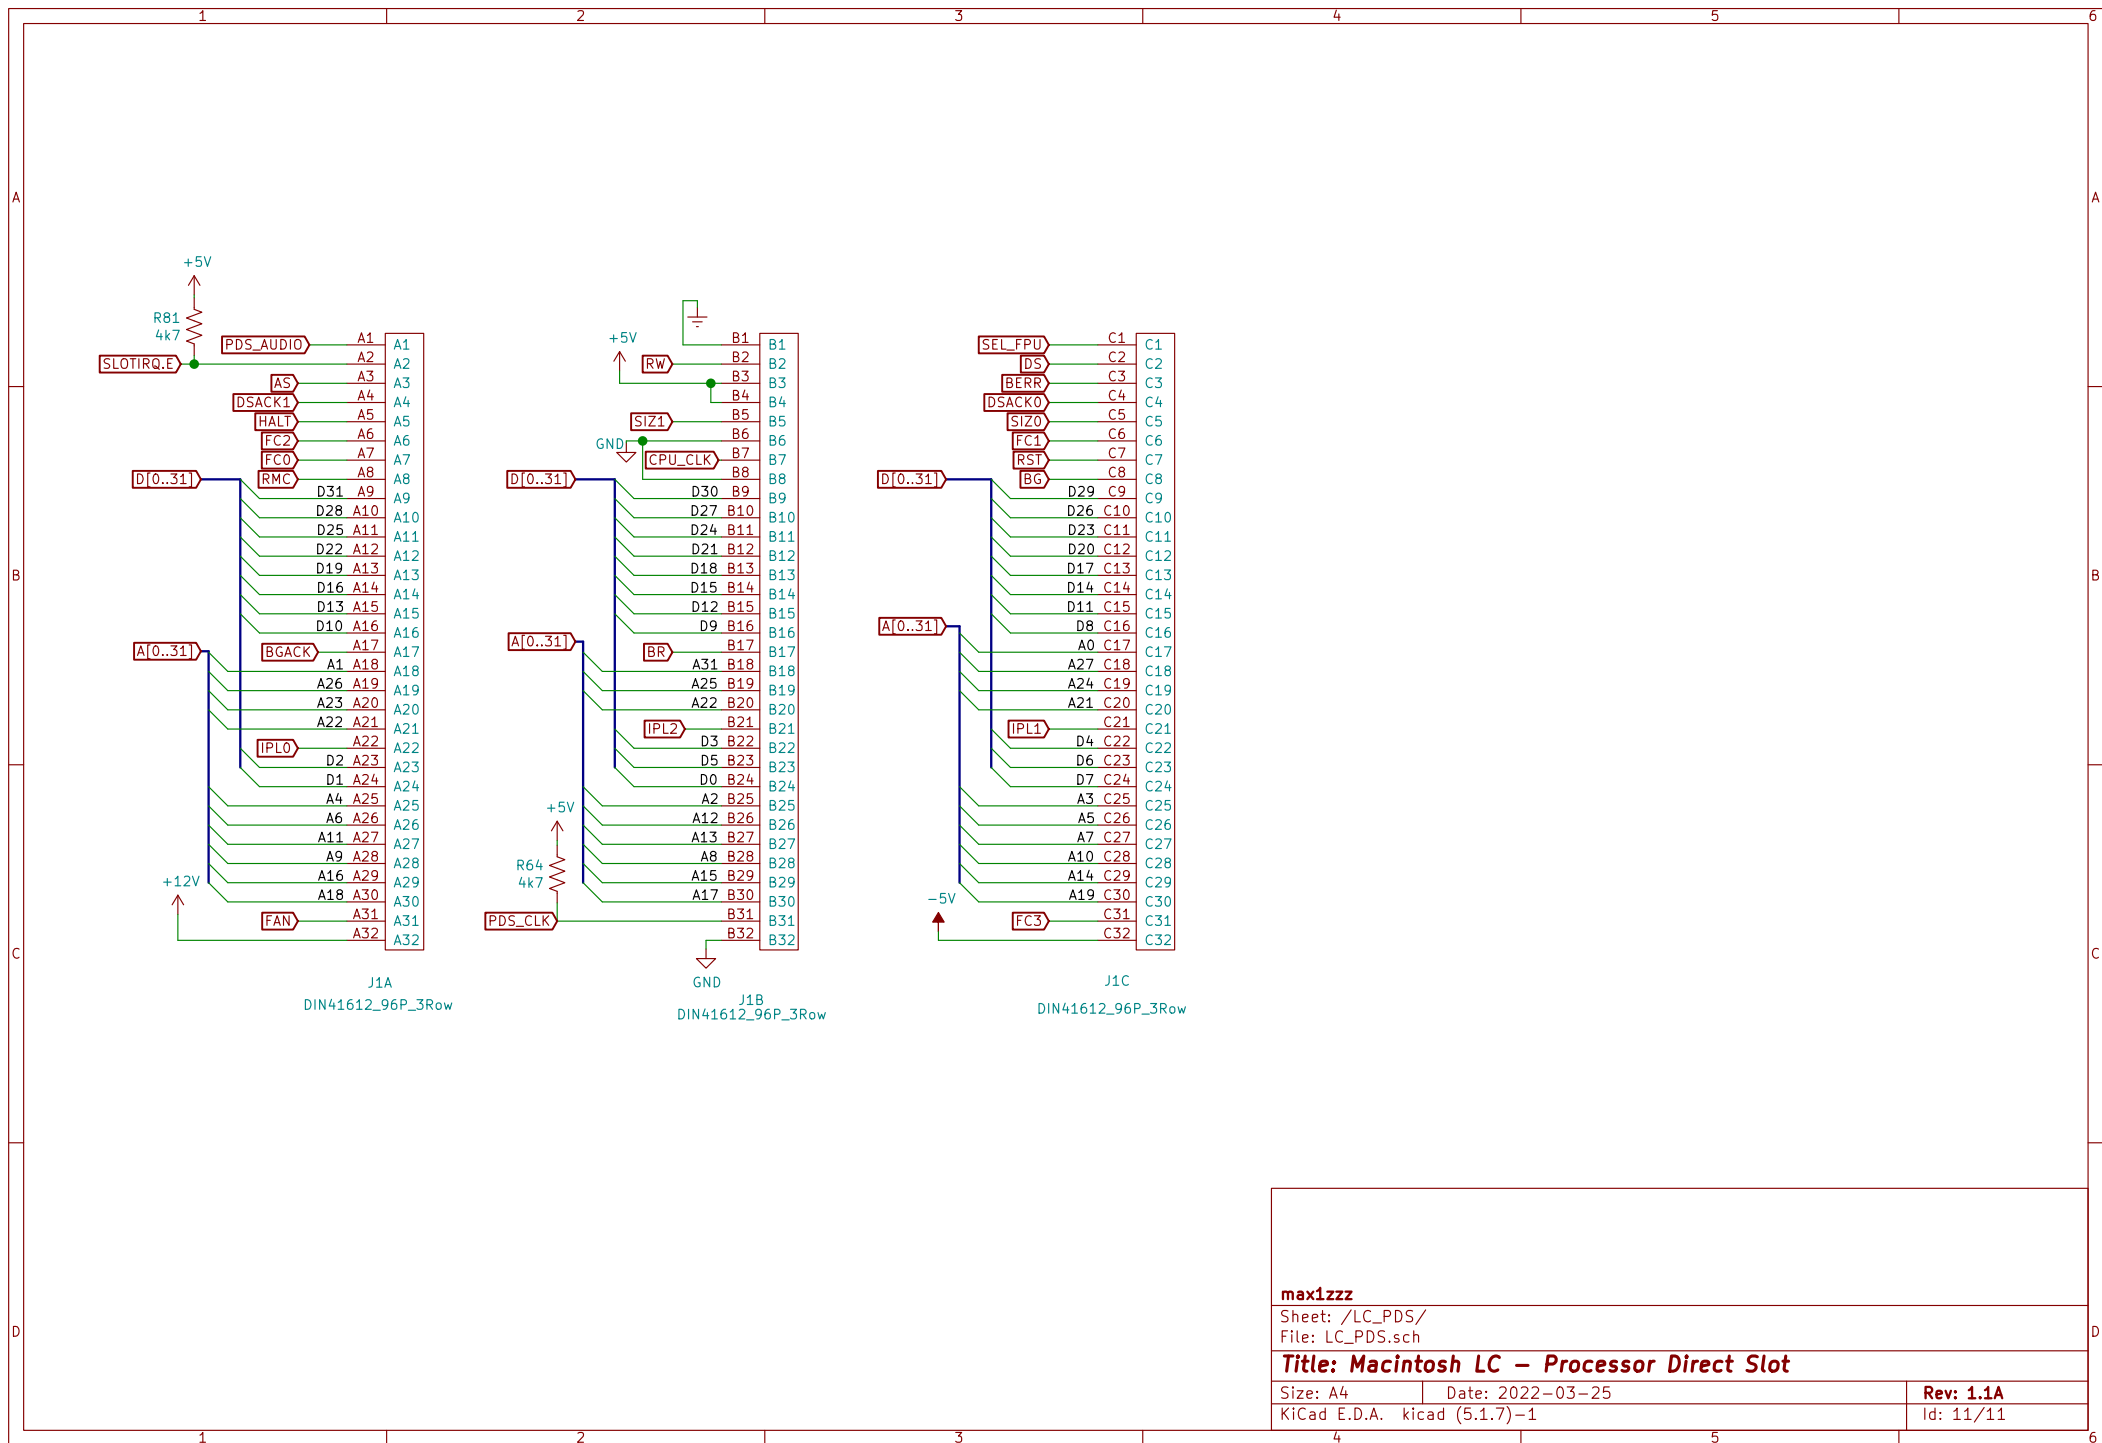 1 2 3 4 5 6
A A
B B
C C
D D
+5V
R81
4k7
PDS_AUDIO A1 A1
SLOTIRQ.E A2 A2
AS A3 A3
DSACK1 A4 A4
HALT A5 A5
FC2 A6 A6
FC0 A7 A7
D[0..31] RMC A8 A8
D31 A9 A9
D28 A10 A10
D25 A11 A11
D22 A12 A12
D19 A13 A13
D16 A14 A14
D13 A15 A15
D10 A16 A16
A[0..31] BGACK A17 A17
A1 A18 A18
A26 A19 A19
A23 A20 A20
A22 A21 A21
IPL0 A22 A22
D2 A23 A23
D1 A24 A24
A4 A25 A25
A6 A26 A26
A11 A27 A27
A9 A28 A28
A16 A29 A29
+12V
A18 A30 A30
FAN A31 A31
A32 A32
J1A
DIN41612_96P_3Row
+5V
B1 B1
RW B2 B2
B3 B3
B4 B4
SIZ1 B5 B5
GND B6 B6
CPU_CLK B7 B7
D[0..31] B8 B8
D30 B9 B9
D27 B10 B10
D24 B11 B11
D21 B12 B12
D18 B13 B13
D15 B14 B14
D12 B15 B15
D9 B16 B16
A[0..31] BR B17 B17
A31 B18 B18
A25 B19 B19
A22 B20 B20
IPL2 B21 B21
D3 B22 B22
D5 B23 B23
D0 B24 B24
A2 B25 B25
+5V
A12 B26 B26
A13 B27 B27
R64
4k7
A8 B28 B28
A15 B29 B29
A17 B30 B30
PDS_CLK B31 B31
B32 B32
GND
J1B
DIN41612_96P_3Row
SEL_FPU C1 C1
DS C2 C2
BERR C3 C3
DSACK0 C4 C4
SIZ0 C5 C5
FC1 C6 C6
RST C7 C7
D[0..31] BG C8 C8
D29 C9 C9
D26 C10 C10
D23 C11 C11
D20 C12 C12
D17 C13 C13
D14 C14 C14
D11 C15 C15
A[0..31] D8 C16 C16
A0 C17 C17
A27 C18 C18
A24 C19 C19
A21 C20 C20
IPL1 C21 C21
D4 C22 C22
D6 C23 C23
D7 C24 C24
A3 C25 C25
A5 C26 C26
A7 C27 C27
A10 C28 C28
A14 C29 C29
-5V
A19 C30 C30
FC3 C31 C31
C32 C32
J1C
DIN41612_96P_3Row
max1zzz
Sheet: /LC_PDS/
File: LC_PDS.sch
Title: Macintosh LC – Processor Direct Slot
Size: A4 Date: 2022-03-25 Rev: 1.1A
KiCad E.D.A. kicad (5.1.7)-1 Id: 11/11
1 2 3 4 5 6